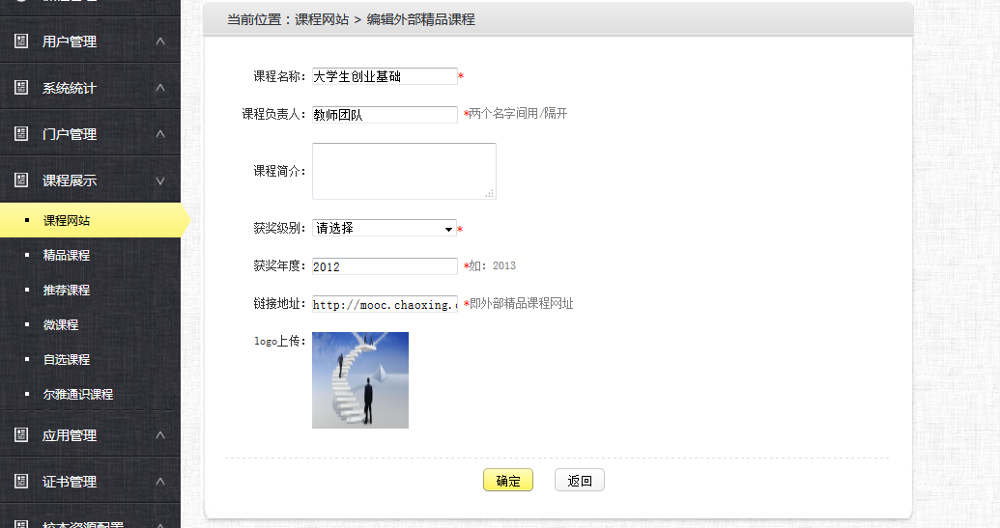 用户管理
系统统计
门户管理
课程展示
课程网站
精品课程
推荐课程
微课程
自选课程
尔雅通识课程
应用管理
证书管理
当前位置：课程网站 > 编辑外部精品课程
课程名称： 大学生创业基础 *
课程负责人： 教师团队 *两个名字间用/隔开
课程简介：
获奖级别： 请选择 *
获奖年度： 2012 *如：2013
链接地址： http://mooc.chaoxing. *即外部精品课程网址
logo上传：
确定 返回